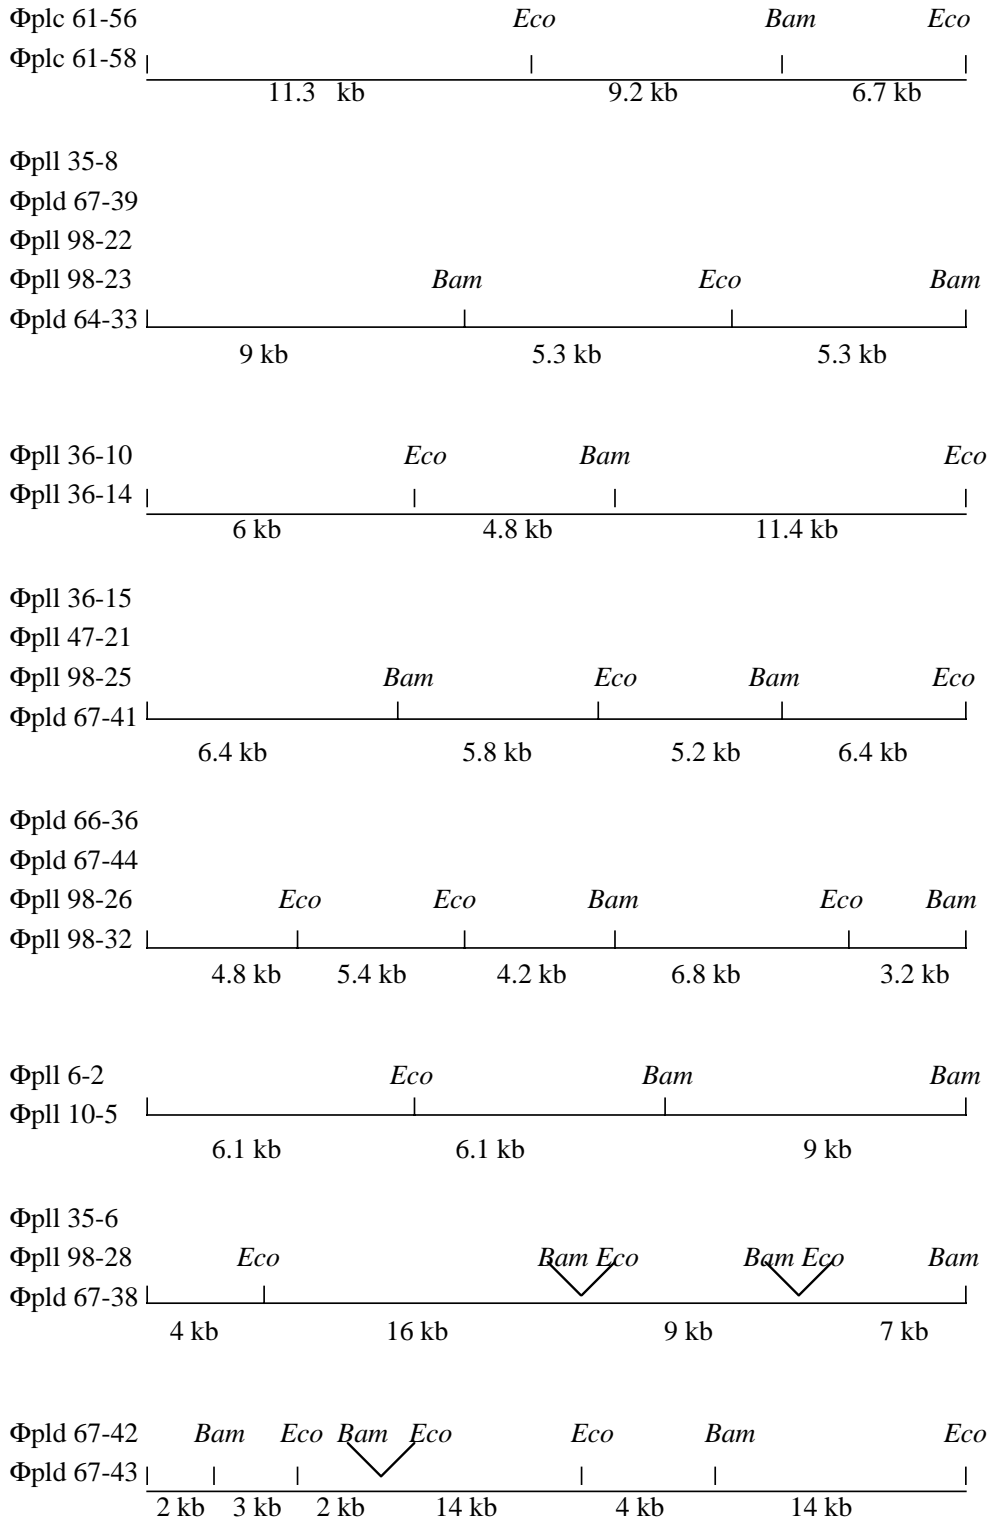 Φplc 61-56 Eco Bam Eco
Φplc 61-58
11.3 kb 9.2 kb 6.7 kb
Φpll 35-8
Φpld 67-39
Φpll 98-22
Φpll 98-23 Bam Eco Bam
Φpld 64-33
9 kb 5.3 kb 5.3 kb
Φpll 36-10 Eco Bam Eco
Φpll 36-14
6 kb 4.8 kb 11.4 kb
Φpll 36-15
Φpll 47-21
Φpll 98-25 Bam Eco Bam Eco
Φpld 67-41
6.4 kb 5.8 kb 5.2 kb 6.4 kb
Φpld 66-36
Φpld 67-44
Φpll 98-26 Eco Eco Bam Eco Bam
Φpll 98-32
4.8 kb 5.4 kb 4.2 kb 6.8 kb 3.2 kb
Φpll 6-2 Eco Bam Bam
Φpll 10-5
6.1 kb 6.1 kb 9 kb
Φpll 35-6
Φpll 98-28 Eco Bam Eco Bam Eco Bam
Φpld 67-38
4 kb 16 kb 9 kb 7 kb
Φpld 67-42 Bam Eco Bam Eco Eco Bam Eco
Φpld 67-43
2 kb 3 kb 2 kb 14 kb 4 kb 14 kb